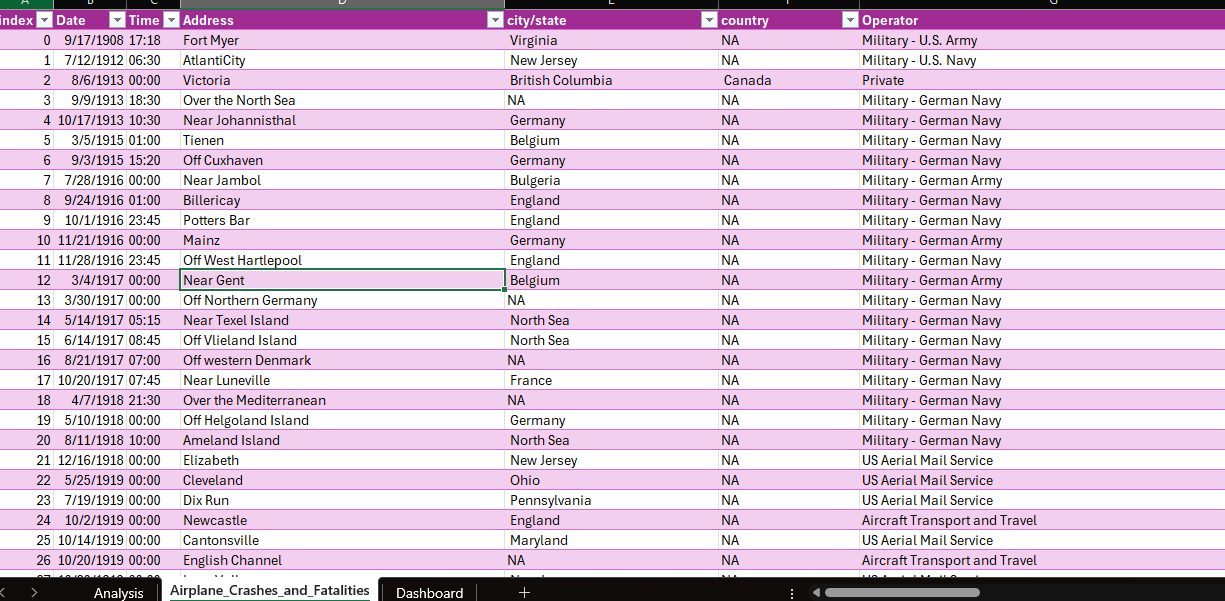 A B C D E F G
index Date Time Address city/state country Operator
0 9/17/1908 17:18 Fort Myer Virginia NA Military - U.S. Army
1 7/12/1912 06:30 AtlantiCity New Jersey NA Military - U.S. Navy
2 8/6/1913 00:00 Victoria British Columbia Canada Private
3 9/9/1913 18:30 Over the North Sea NA NA Military - German Navy
4 10/17/1913 10:30 Near Johannisthal Germany NA Military - German Navy
5 3/5/1915 01:00 Tienen Belgium NA Military - German Navy
6 9/3/1915 15:20 Off Cuxhaven Germany NA Military - German Navy
7 7/28/1916 00:00 Near Jambol Bulgeria NA Military - German Army
8 9/24/1916 01:00 Billericay England NA Military - German Navy
9 10/1/1916 23:45 Potters Bar England NA Military - German Navy
10 11/21/1916 00:00 Mainz Germany NA Military - German Army
11 11/28/1916 23:45 Off West Hartlepool England NA Military - German Navy
12 3/4/1917 00:00 Near Gent Belgium NA Military - German Army
13 3/30/1917 00:00 Off Northern Germany NA NA Military - German Navy
14 5/14/1917 05:15 Near Texel Island North Sea NA Military - German Navy
15 6/14/1917 08:45 Off Vlieland Island North Sea NA Military - German Navy
16 8/21/1917 07:00 Off western Denmark NA NA Military - German Navy
17 10/20/1917 07:45 Near Luneville France NA Military - German Navy
18 4/7/1918 21:30 Over the Mediterranean NA NA Military - German Navy
19 5/10/1918 00:00 Off Helgoland Island Germany NA Military - German Navy
20 8/11/1918 10:00 Ameland Island North Sea NA Military - German Navy
21 12/16/1918 00:00 Elizabeth New Jersey NA US Aerial Mail Service
22 5/25/1919 00:00 Cleveland Ohio NA US Aerial Mail Service
23 7/19/1919 00:00 Dix Run Pennsylvania NA US Aerial Mail Service
24 10/2/1919 00:00 Newcastle England NA Aircraft Transport and Travel
25 10/14/1919 00:00 Cantonsville Maryland NA US Aerial Mail Service
26 10/20/1919 00:00 English Channel NA NA Aircraft Transport and Travel
Analysis Airplane_Crashes_and_Fatalities Dashboard